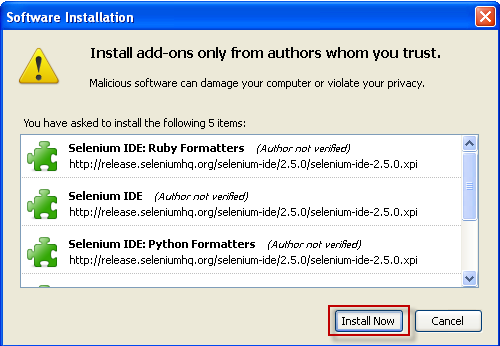 Software Installation
Install add-ons only from authors whom you trust.
Malicious software can damage your computer or violate your privacy.
You have asked to install the following 5 items:
Selenium IDE: Ruby Formatters (Author not verified)
http://release.seleniumhq.org/selenium-ide/2.5.0/selenium-ide-2.5.0.xpi
Selenium IDE (Author not verified)
http://release.seleniumhq.org/selenium-ide/2.5.0/selenium-ide-2.5.0.xpi
Selenium IDE: Python Formatters (Author not verified)
http://release.seleniumhq.org/selenium-ide/2.5.0/selenium-ide-2.5.0.xpi
Install Now Cancel